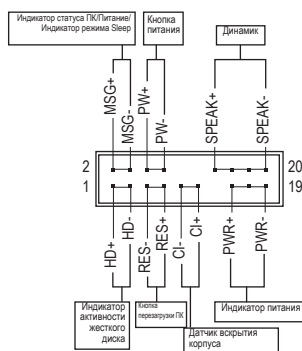 Индикатор статуса ПК/Питание/
Индикатор режима Sleep
Кнопка
питания
Динамик
MSG+
MSG-
PW+
PW-
SPEAK+
SPEAK-
2
20
1
19
HD+
HD-
RES-
RES+
CI-
CI+
PWR+
PWR-
Индикатор
активности
жесткого
диска
Кнопка
перезагрузки ПК
Датчик вскрытия
корпуса
Индикатор питания